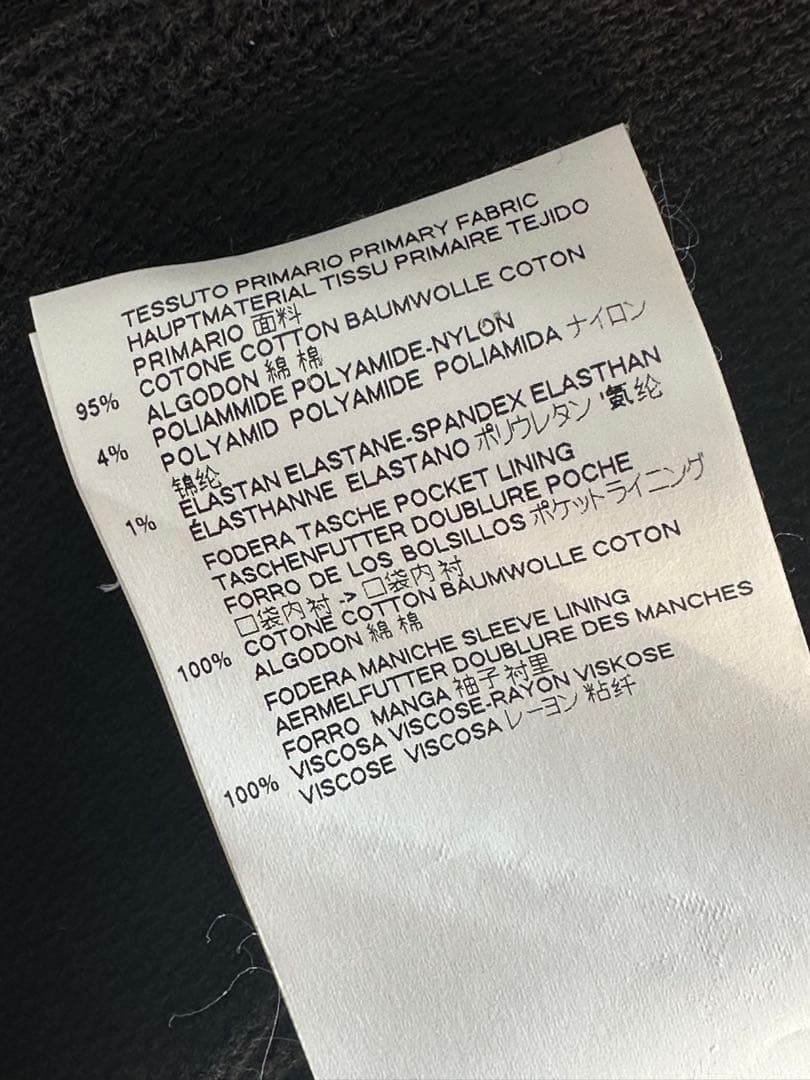 TESSUTO PRIMARIO PRIMARY FABRIC
HAUPTMATERIAL TISSU PRIMAIRE TEJIDO
PRIMARIO 面料
95% COTONE COTTON BAUMWOLLE COTON
ALGODON 綿 棉
4% POLIAMMIDE POLYAMIDE-NYLON
POLYAMID POLYAMIDE POLIAMIDA ナイロン
锦纶
1% ELASTAN ELASTANE-SPANDEX ELASTHAN
ÉLASTHANNE ELASTANO ポリウレタン '氨纶
FODERA TASCHE POCKET LINING
TASCHENFUTTER DOUBLURE POCHE
FORRO DE LOS BOLSILLOS ポケットライニング
口袋内衬 -> 口袋内衬
100% COTONE COTTON BAUMWOLLE COTON
ALGODON 綿 棉
FODERA MANICHE SLEEVE LINING
AERMELFUTTER DOUBLURE DES MANCHES
FORRO MANGA 袖子衬里
100% VISCOSA VISCOSE-RAYON VISKOSE
VISCOSE VISCOSA レーヨン 粘纤